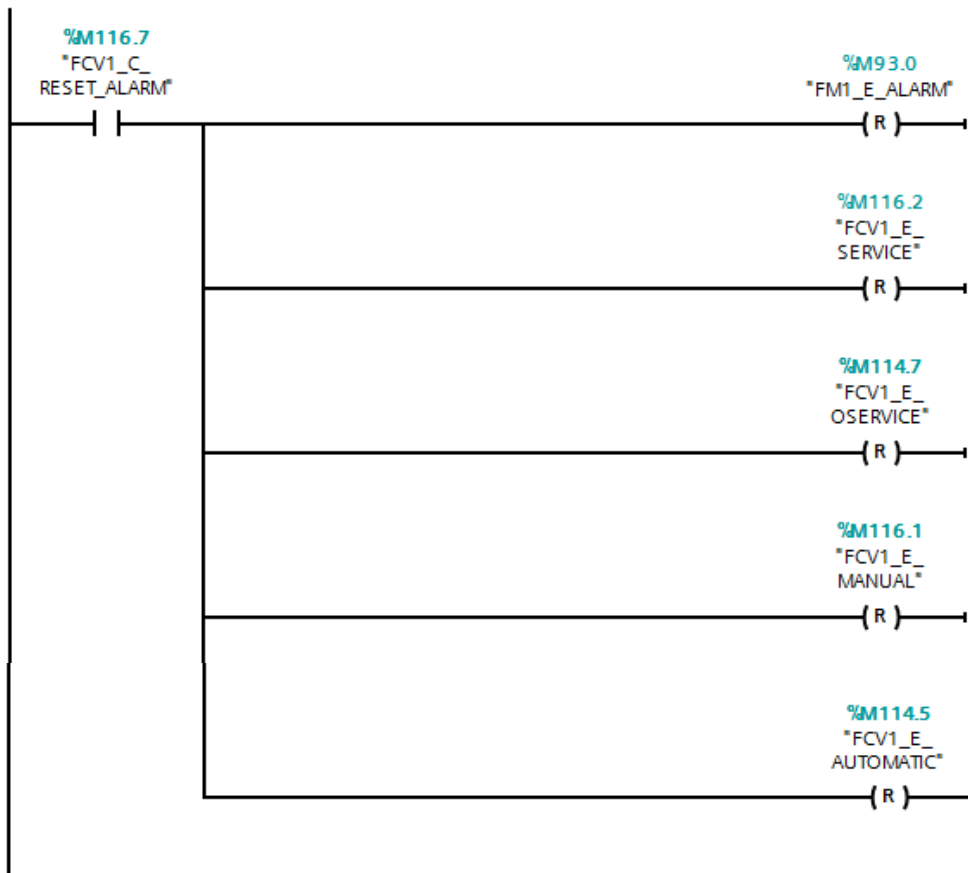 %M116.7
"FCV1_C_
RESET_ALARM"
%M93.0
"FM1_E_ALARM"
R
%M116.2
"FCV1_E_
SERVICE"
R
%M114.7
"FCV1_E_
OSERVICE"
R
%M116.1
"FCV1_E_
MANUAL"
R
%M114.5
"FCV1_E_
AUTOMATIC"
R